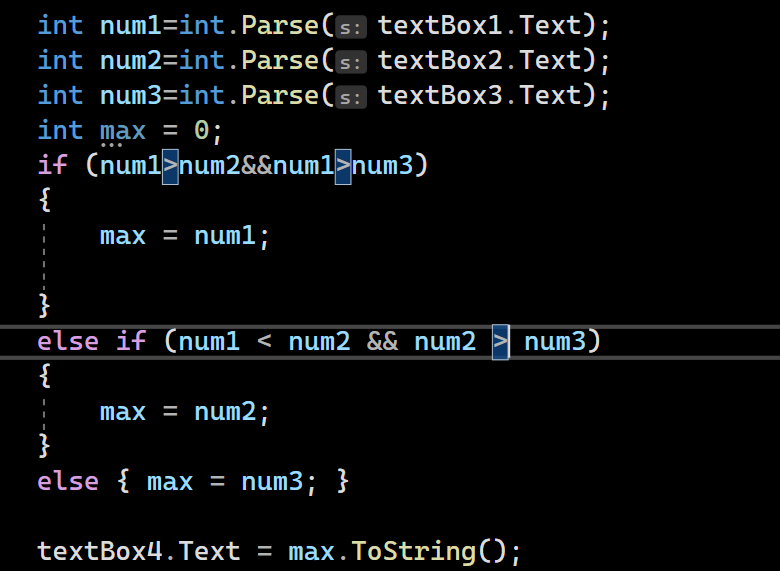 int num1=int.Parse(s: textBox1.Text);
int num2=int.Parse(s: textBox2.Text);
int num3=int.Parse(s: textBox3.Text);
int max = 0;
if (num1>num2&&num1>num3)
{
max = num1;
}
else if (num1 < num2 && num2 > num3)
{
max = num2;
}
else { max = num3; }
textBox4.Text = max.ToString();